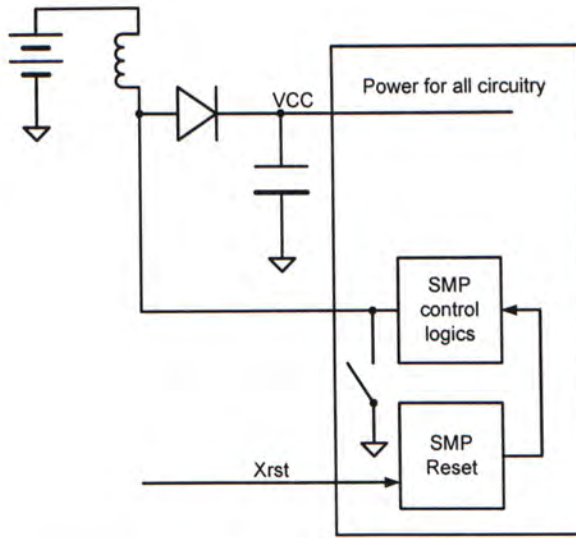 VCC
Power for all circuitry
SMP
control
logics
SMP
Reset
Xrst